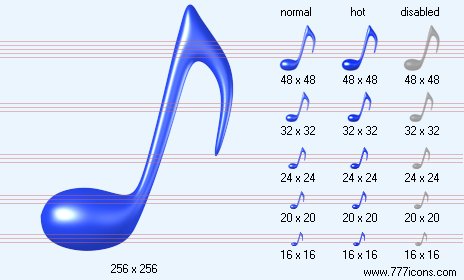 normal hot disabled
48 x 48 48 x 48 48 x 48
32 x 32 32 x 32 32 x 32
24 x 24 24 x 24 24 x 24
20 x 20 20 x 20 20 x 20
16 x 16 16 x 16 16 x 16
256 x 256
www.777icons.com